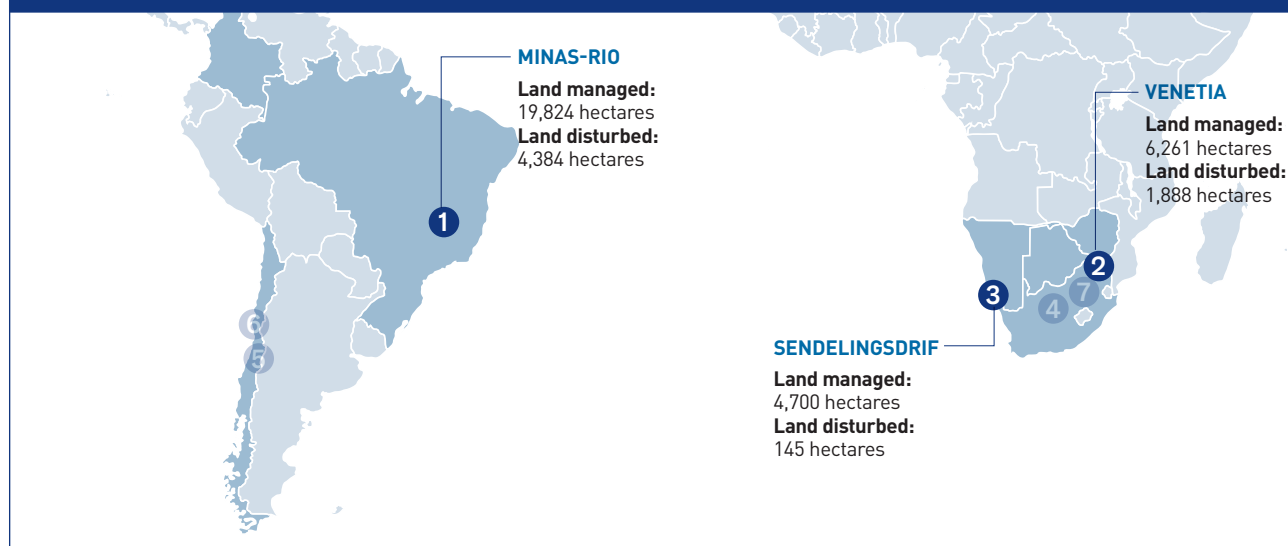 MINAS-RIO
Land managed:
19,824 hectares
Land disturbed:
4,384 hectares
1
6
5
VENETIA
Land managed:
6,261 hectares
Land disturbed:
1,888 hectares
2
3
7
4
SENDELINGSDRIF
Land managed:
4,700 hectares
Land disturbed:
145 hectares